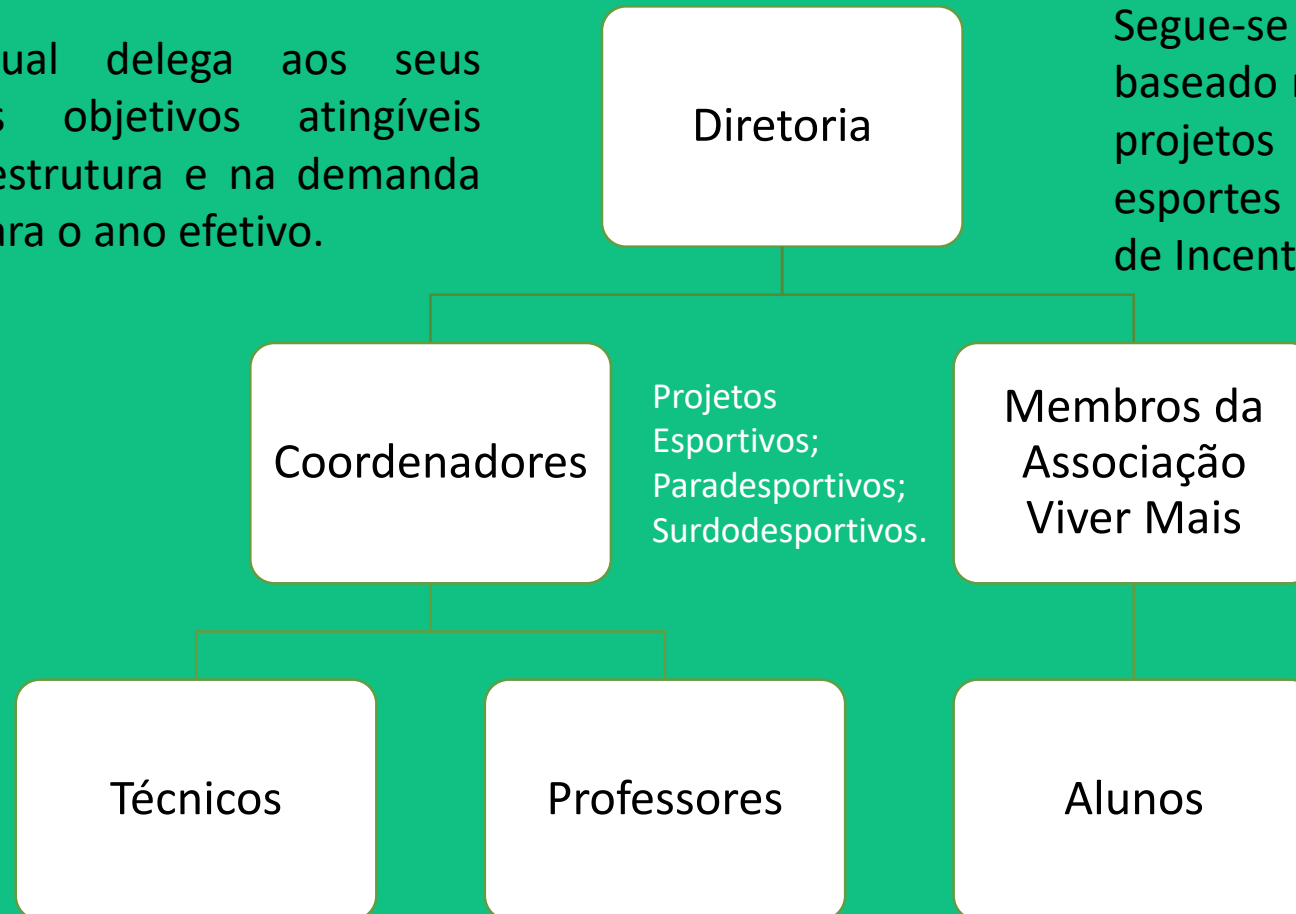 ual delega aos seus
s objetivos atingíveis
estrutura e na demanda
ara o ano efetivo.
Diretoria
Segue-se
baseado
projetos
esportes
de Incent
Coordenadores
Projetos
Esportivos;
Paradesportivos;
Surdodesportivos.
Membros da
Associação
Viver Mais
Técnicos
Professores
Alunos